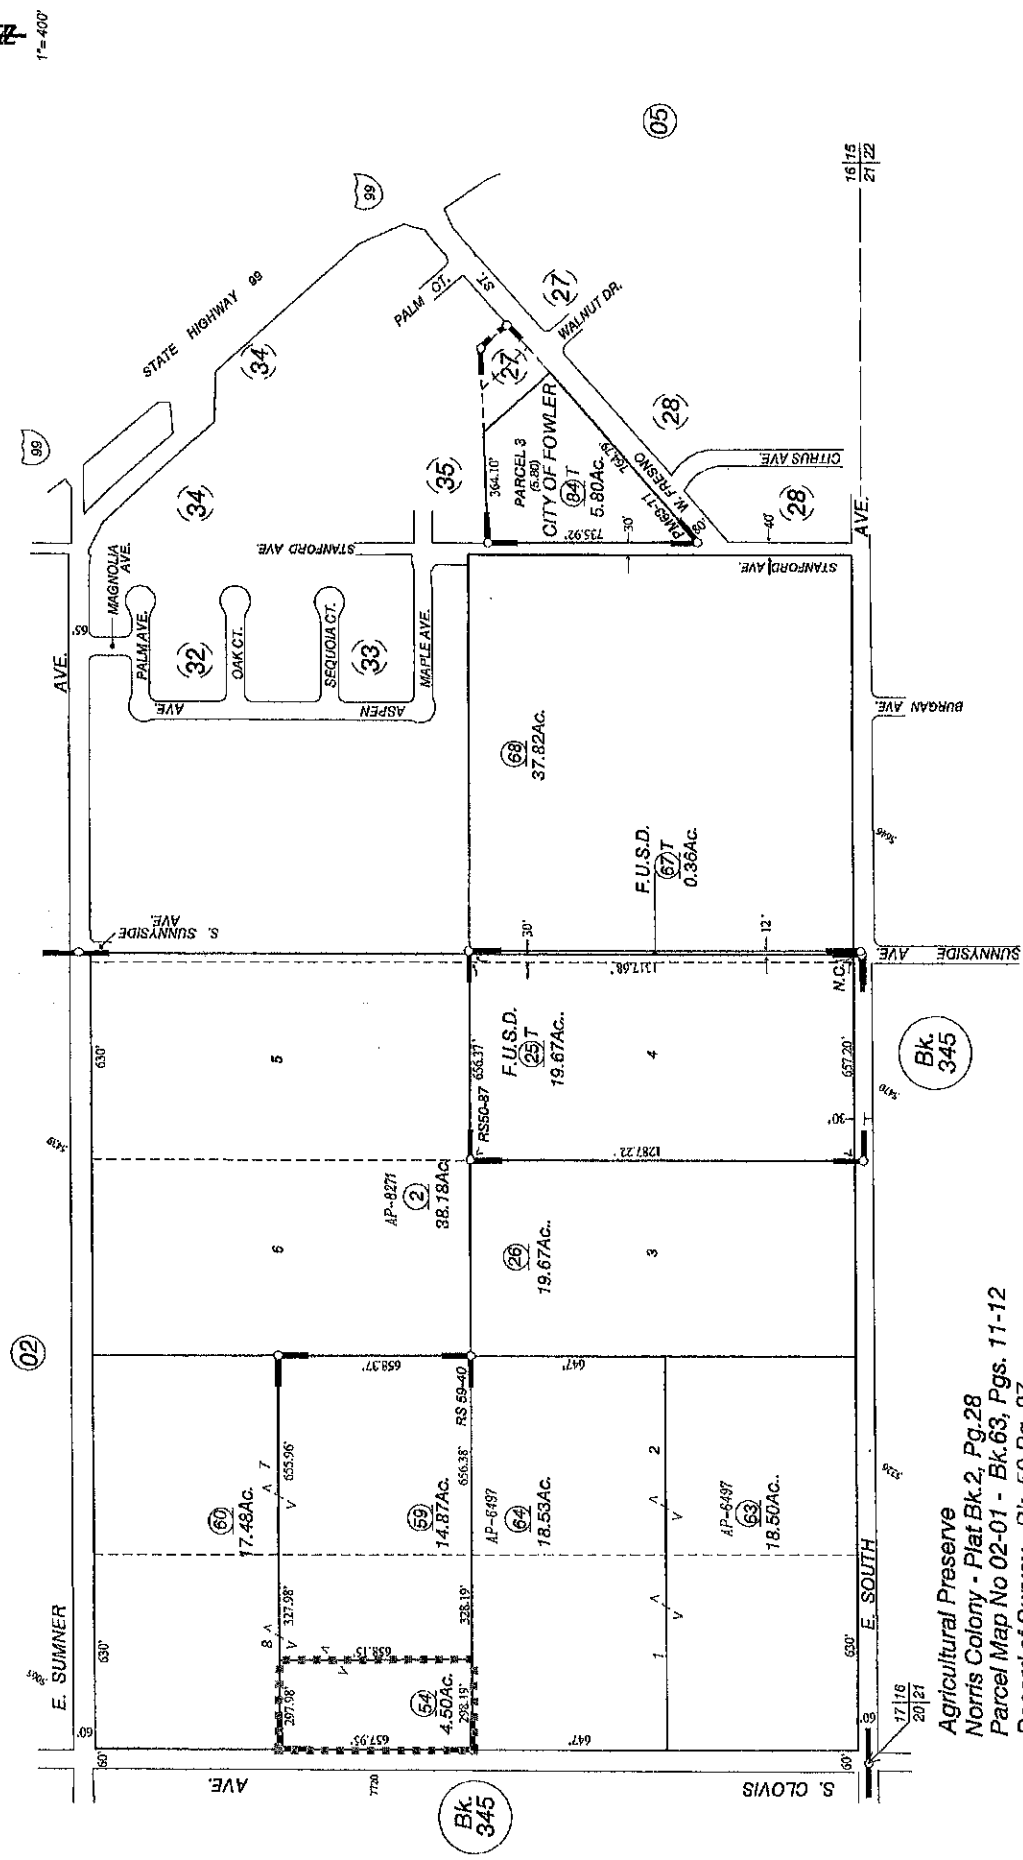 1"=400'
(02)
(05)
16|15
21|22
99
99
STATE HIGHWAY 99
(34)
(34)
(35)
PALM CT.
ST.
(27)
(27)
WALNUT DR.
(28)
(28)
CITRUS AVE.
PARCEL 3
(5.80)
CITY OF FOWLER
84 T
5.80Ac.
364.10'
735.92'
764.79'
W. FRESNO
PM63-11
80'
30'
40'
STANFORD AVE.
STANFORD AVE.
AVE.
MAGNOLIA
AVE.
65'
PALM AVE.
(32)
OAK CT.
SEQUOIA CT.
(33)
MAPLE AVE.
ASPEN
AVE.
AVE.
BURGAN AVE.
68
37.82Ac.
F.U.S.D.
67 T
0.36Ac.
S. SUNNYSIDE
AVE.
30'
12'
1317.68'
N.C.
SUNNYSIDE AVE
630'
5
656.37'
RS50-87
F.U.S.D.
25 T
19.67Ac..
4
657.20'
30'
1287.22'
Bk.
345
AP-8271
2
38.18Ac.
6
26
19.67Ac..
3
658.37'
RS 59-40
647'
60
17.48Ac.
7
655.96'
59
14.87Ac.
656.38'
AP-6497
64
18.53Ac.
2
AP-6497
63
18.50Ac..
E. SUMNER
630'
8
327.98'
328.19'
658.15'
297.98'
54
4.50Ac.
298.19'
657.95'
647'
1
630'
E. SOUTH
60'
60'
60'
60'
AVE.
7720
S. CLOVIS
Bk.
345
17|16
20|21
Agricultural Preserve
Norris Colony - Plat Bk.2, Pg.28
Parcel Map No 02-01 - Bk.63, Pgs. 11-12